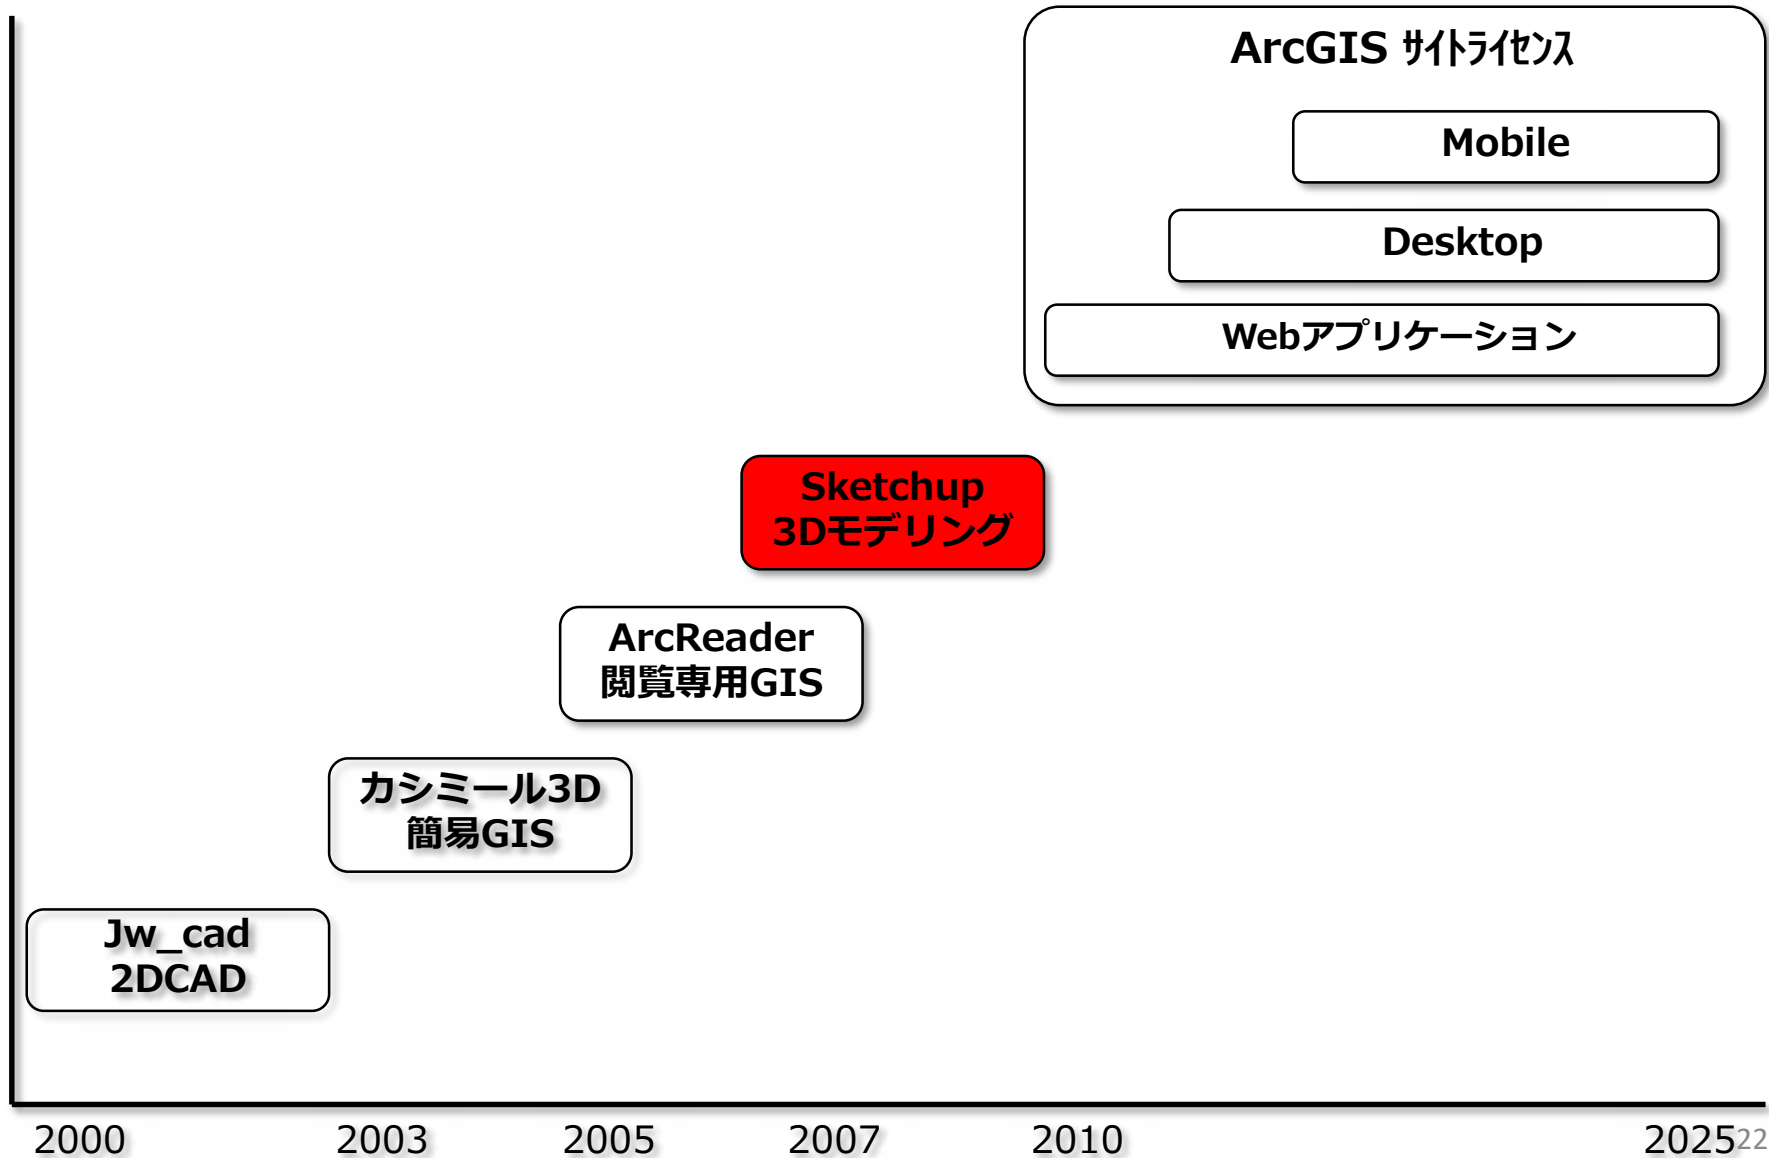 ArcGIS ｻｲﾄﾗｲｾﾝｽ
Mobile
Desktop
Webアプリケーション
Sketchup
3Dモデリング
ArcReader
閲覧専用GIS
カシミール3D
簡易GIS
Jw_cad
2DCAD
2000 2003 2005 2007 2010 2025 22